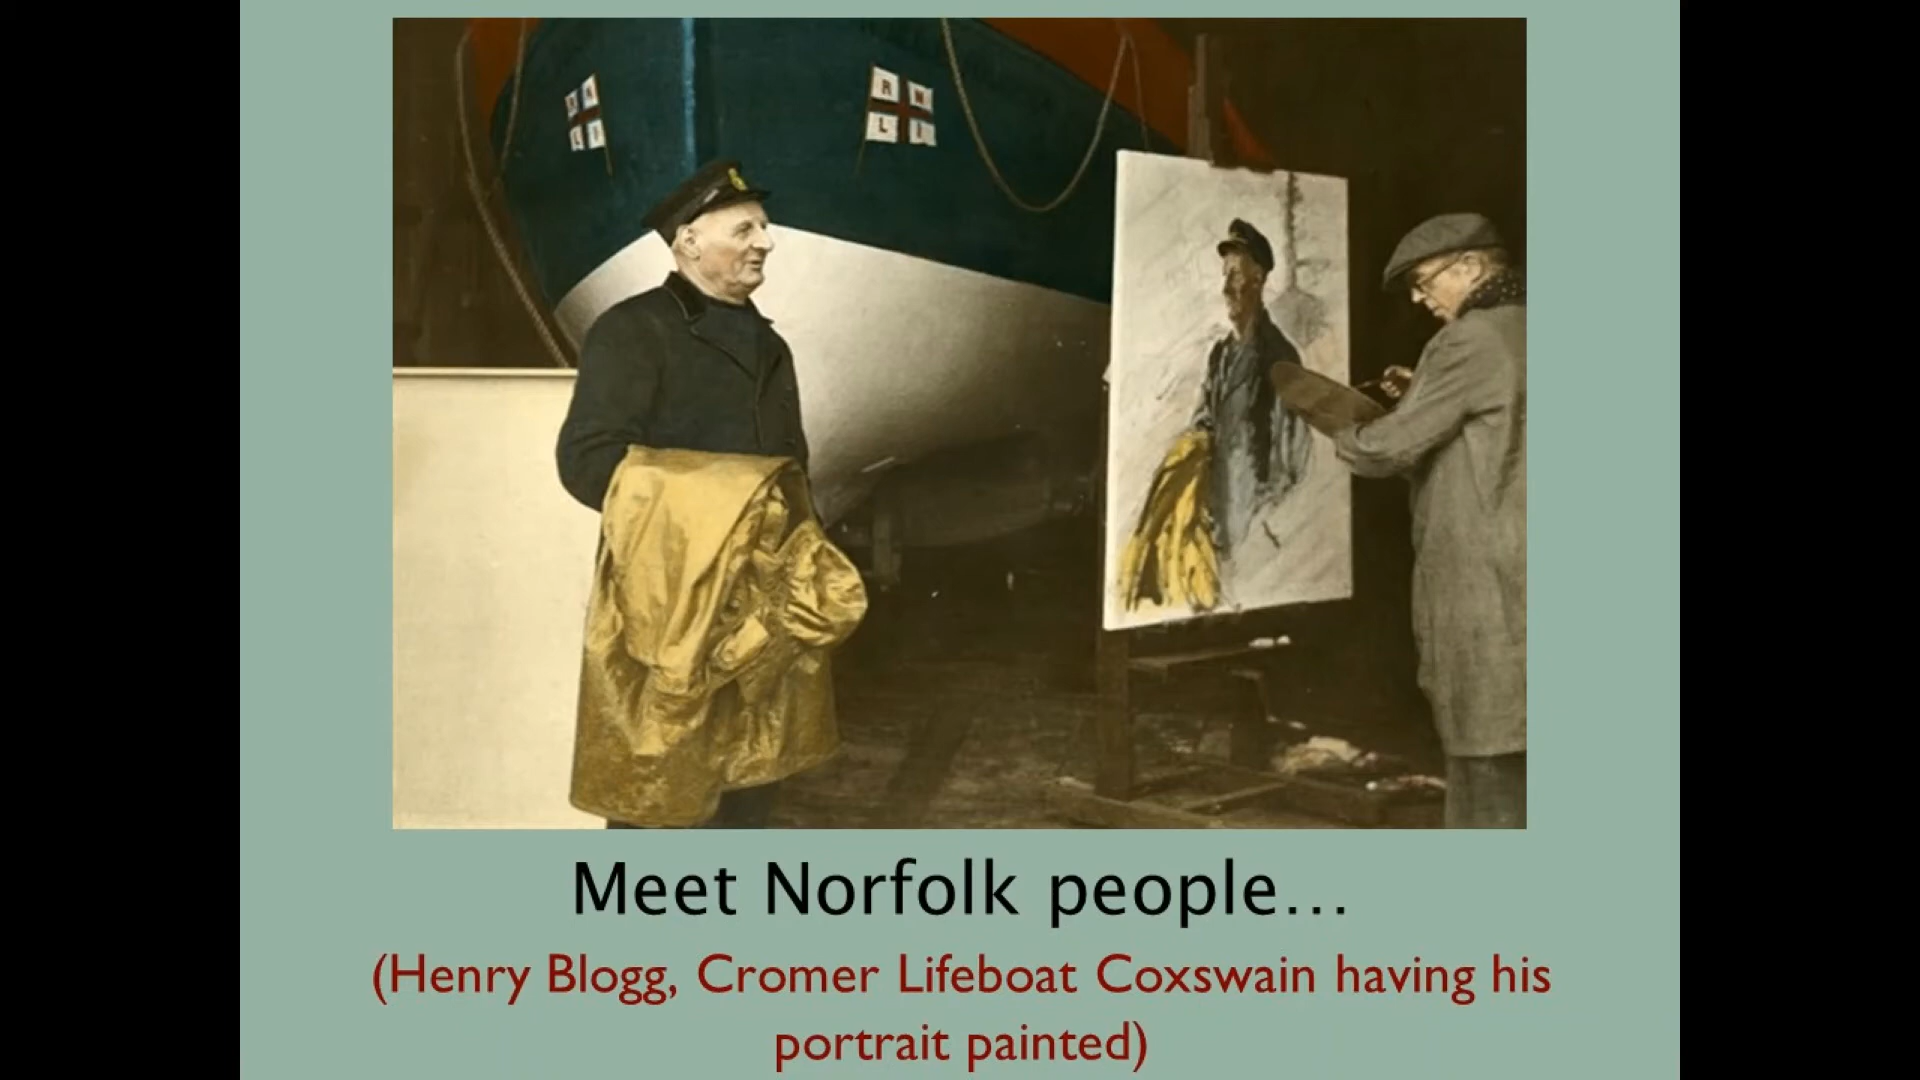 R N
L I
R N
L I
Meet Norfolk people...
(Henry Blogg, Cromer Lifeboat Coxswain having his
portrait painted)